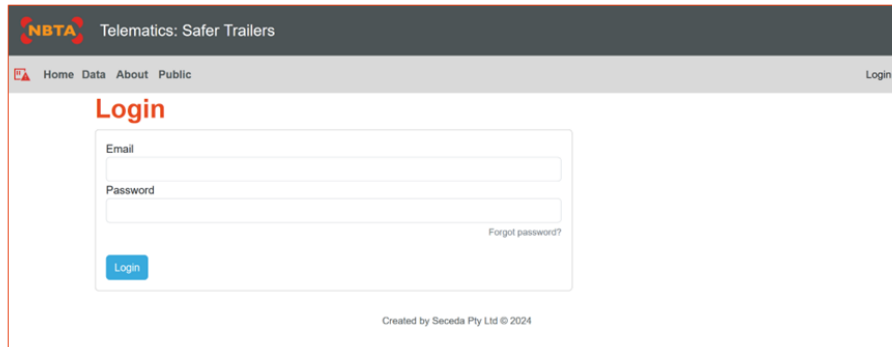 NBTA Telematics: Safer Trailers
Home Data About Public Login
Login
Email
Password
Forgot password?
Login
Created by Seceda Pty Ltd © 2024